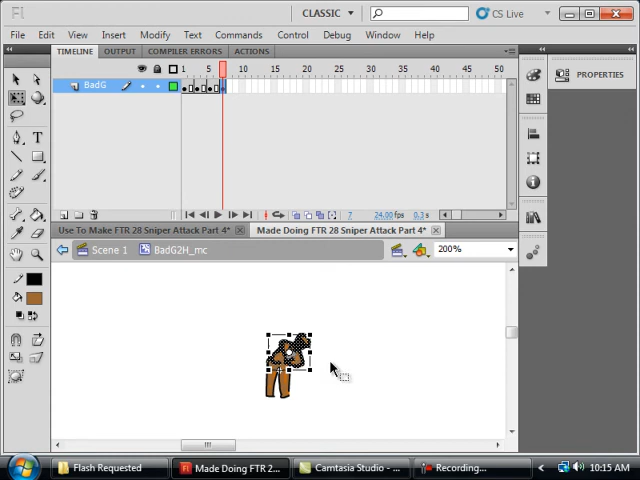 Fl
CLASSIC
CS Live
File Edit View Insert Modify Text Commands Control Debug Window Help
TIMELINE OUTPUT COMPILER ERRORS ACTIONS
PROPERTIES
1 5 10 15 20 25 30 35 40 45 50
BadG
7 24.00 fps 0.3 s
Use To Make FTR 28 Sniper Attack Part 4* Made Doing FTR 28 Sniper Attack Part 4*
Scene 1 BadG2H_mc 200%
Flash Requested Made Doing FTR 2... Camtasia Studio - ... Recording... 10:15 AM